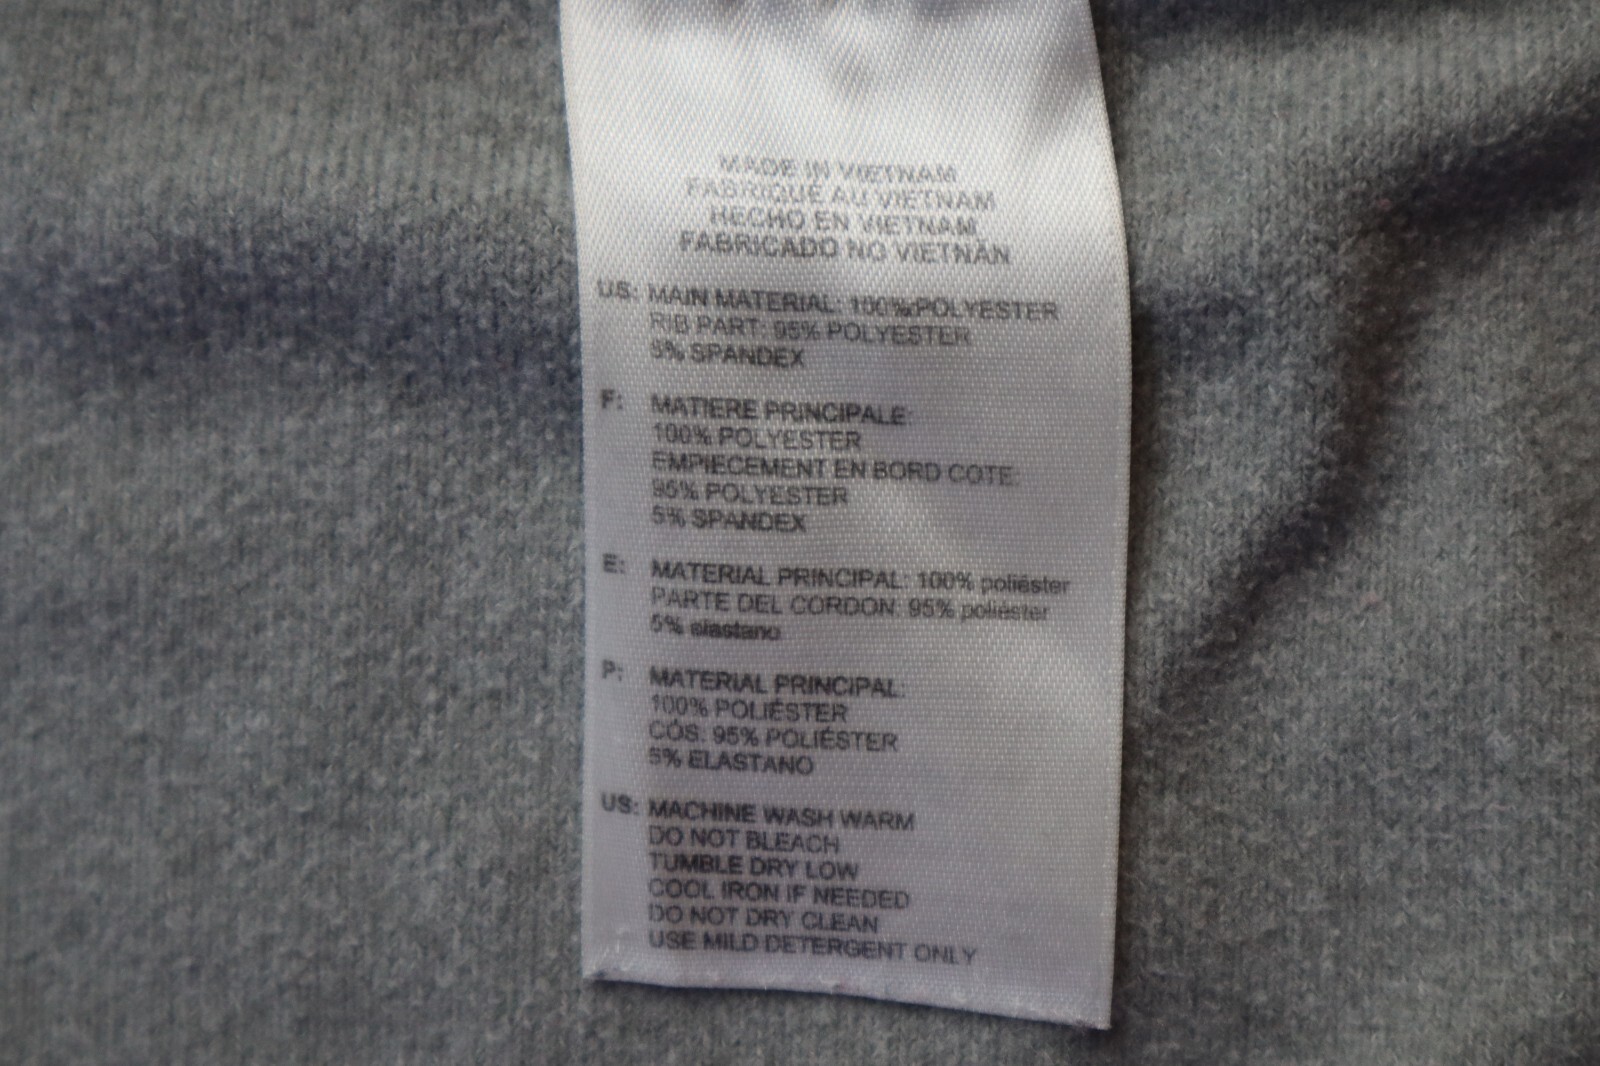 MADE IN VIETNAM
FABRIQUE AU VIETNAM
HECHO EN VIETNAM
FABRICADO NO VIETNÃN
US: MAIN MATERIAL: 100% POLYESTER
RIB PART: 95% POLYESTER
5% SPANDEX
F: MATIERE PRINCIPALE:
100% POLYESTER
EMPIECEMENT EN BORD COTE:
95% POLYESTER
5% SPANDEX
E: MATERIAL PRINCIPAL: 100% poliéster
PARTE DEL CORDON: 95% poliéster
5% elastano
P: MATERIAL PRINCIPAL:
100% POLIÉSTER
CÓS: 95% POLIÉSTER
5% ELASTANO
US: MACHINE WASH WARM
DO NOT BLEACH
TUMBLE DRY LOW
COOL IRON IF NEEDED
DO NOT DRY CLEAN
USE MILD DETERGENT ONLY